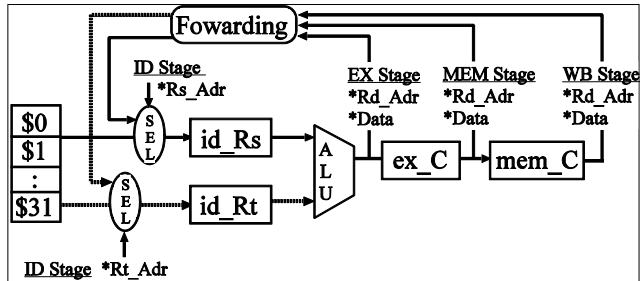 Fowarding
ID Stage
*Rs_Adr
EX Stage
*Rd_Adr
*Data
MEM Stage
*Rd_Adr
*Data
WB Stage
*Rd_Adr
*Data
$0
$1
:
$31
SEL
id_Rs
ALU
ex_C
mem_C
SEL
id_Rt
ID Stage *Rt_Adr